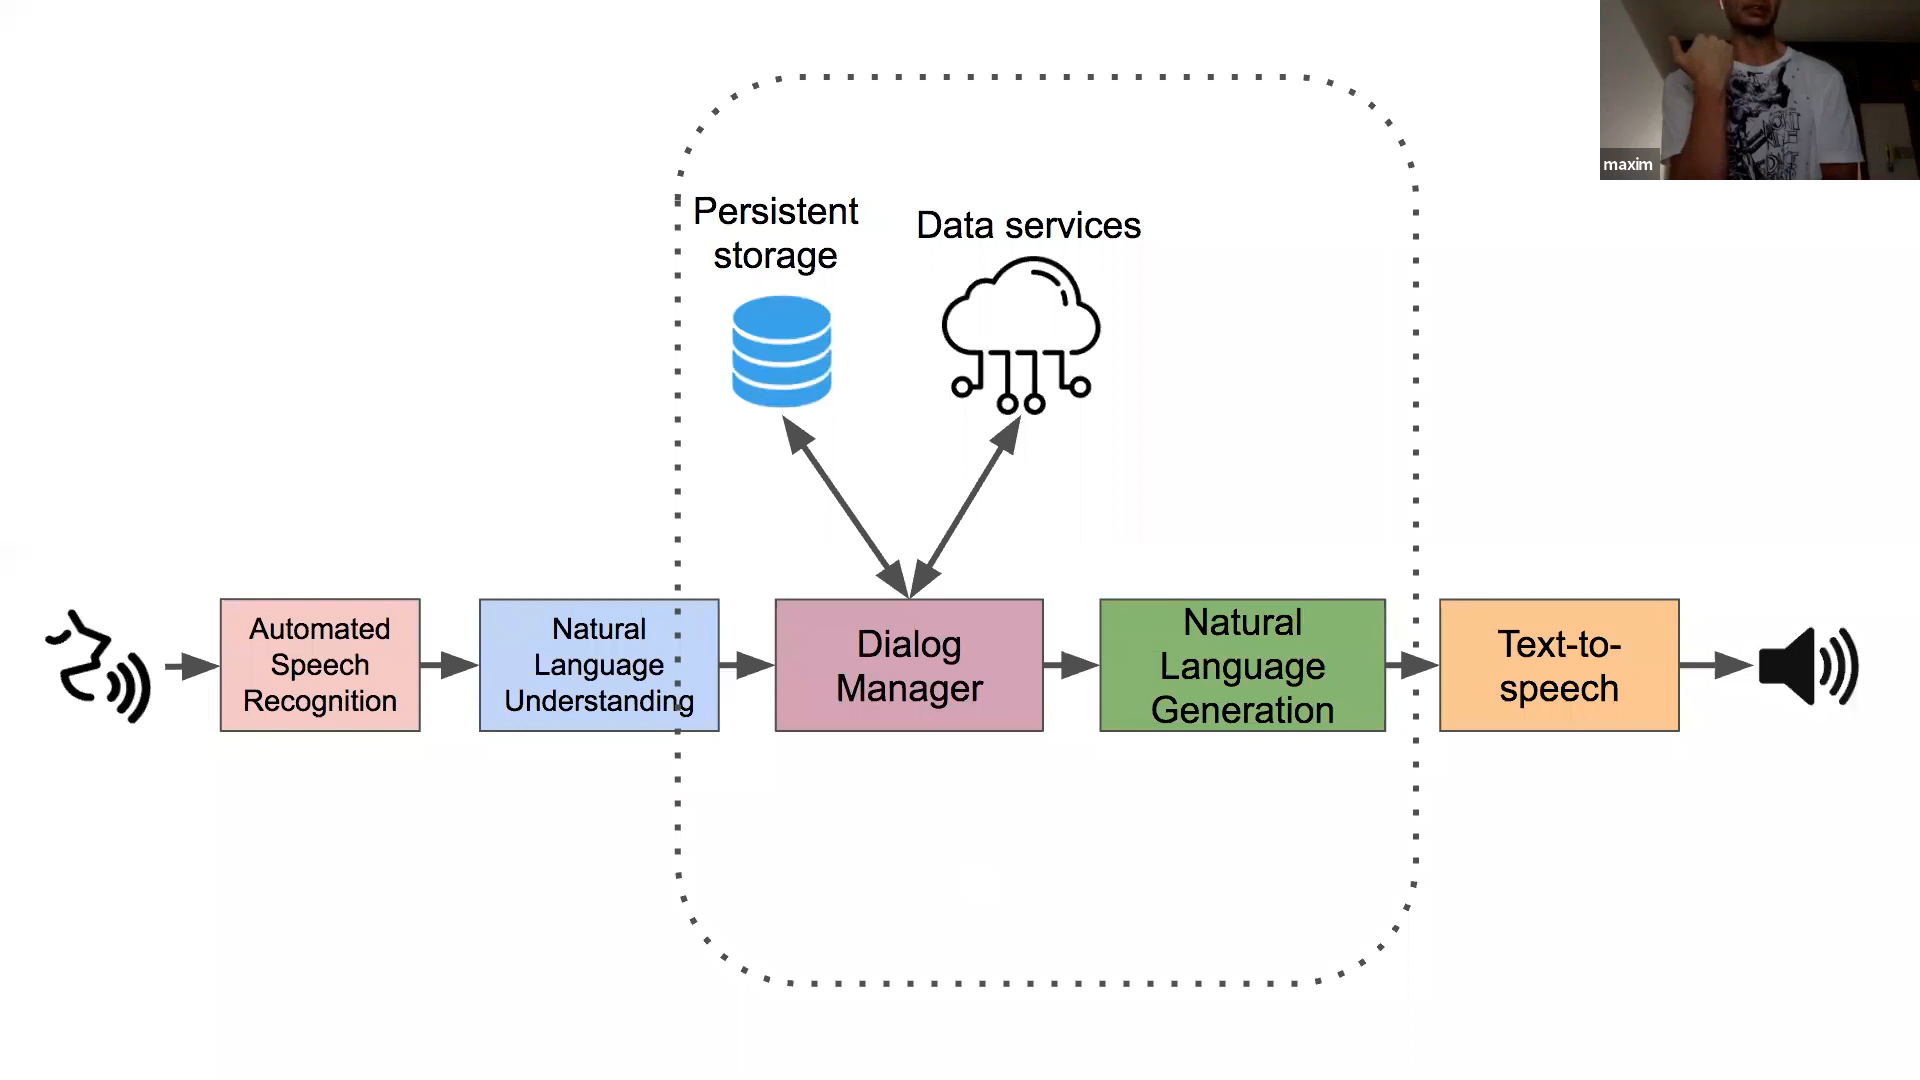 maxim
Persistent
storage
Data services
Automated
Speech
Recognition
Natural
Language
Understanding
Dialog
Manager
Natural
Language
Generation
Text-to-
speech